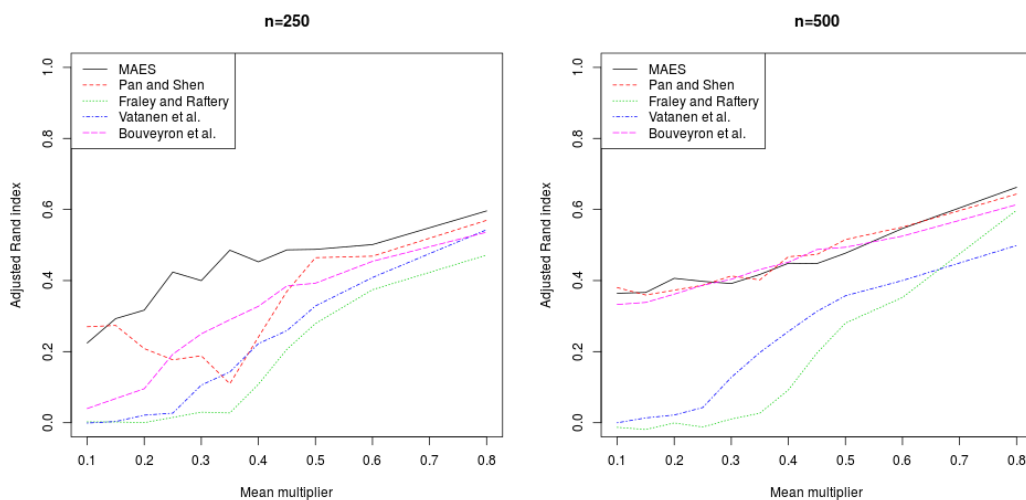 n=250
MAES
Pan and Shen
Fraley and Raftery
Vatanen et al.
Bouveyron et al.
Adjusted Rand index
1.0
0.8
0.6
0.4
0.2
0.0
0.1 0.2 0.3 0.4 0.5 0.6 0.7 0.8
Mean multiplier
n=500
MAES
Pan and Shen
Fraley and Raftery
Vatanen et al.
Bouveyron et al.
Adjusted Rand index
1.0
0.8
0.6
0.4
0.2
0.0
0.1 0.2 0.3 0.4 0.5 0.6 0.7 0.8
Mean multiplier